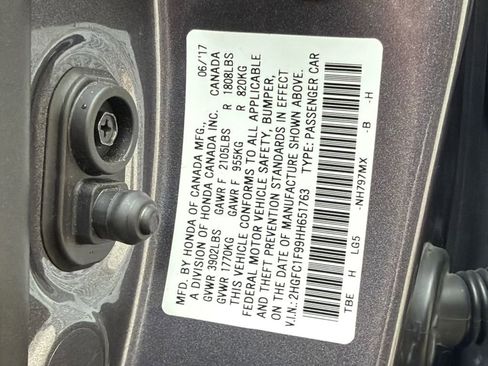 MFD. BY HONDA OF CANADA MFG., 06/17
A DIVISION OF HONDA CANADA INC. CANADA
GVWR 3902LBS GAWR F 2105LBS R 1808LBS
GVWR 1770KG GAWR F 955KG R 820KG
THIS VEHICLE CONFORMS TO ALL APPLICABLE
FEDERAL MOTOR VEHICLE SAFETY, BUMPER,
AND THEFT PREVENTION STANDARDS IN EFFECT
ON THE DATE OF MANUFACTURE SHOWN ABOVE.
V.I.N.:2HGFC1F99HH651763 TYPE: PASSENGER CAR
TBE H LG5 -NH797MX -B -H